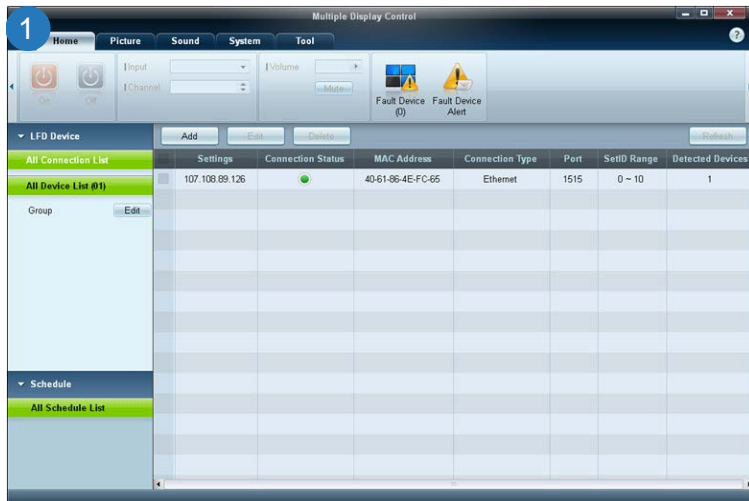 Multiple Display Control
1
Home Picture Sound System Tool
?
Input
Volume
On
Off
Channel
Mute
Fault Device
(0)
Fault Device
Alert
LFD Device
Add Edit Delete Refresh
All Connection List
Settings Connection Status MAC Address Connection Type Port SetID Range Detected Devices
All Device List (01)
107.108.89.126 40-61-86-4E-FC-65 Ethernet 1515 0 ~ 10 1
Group Edit
Schedule
All Schedule List